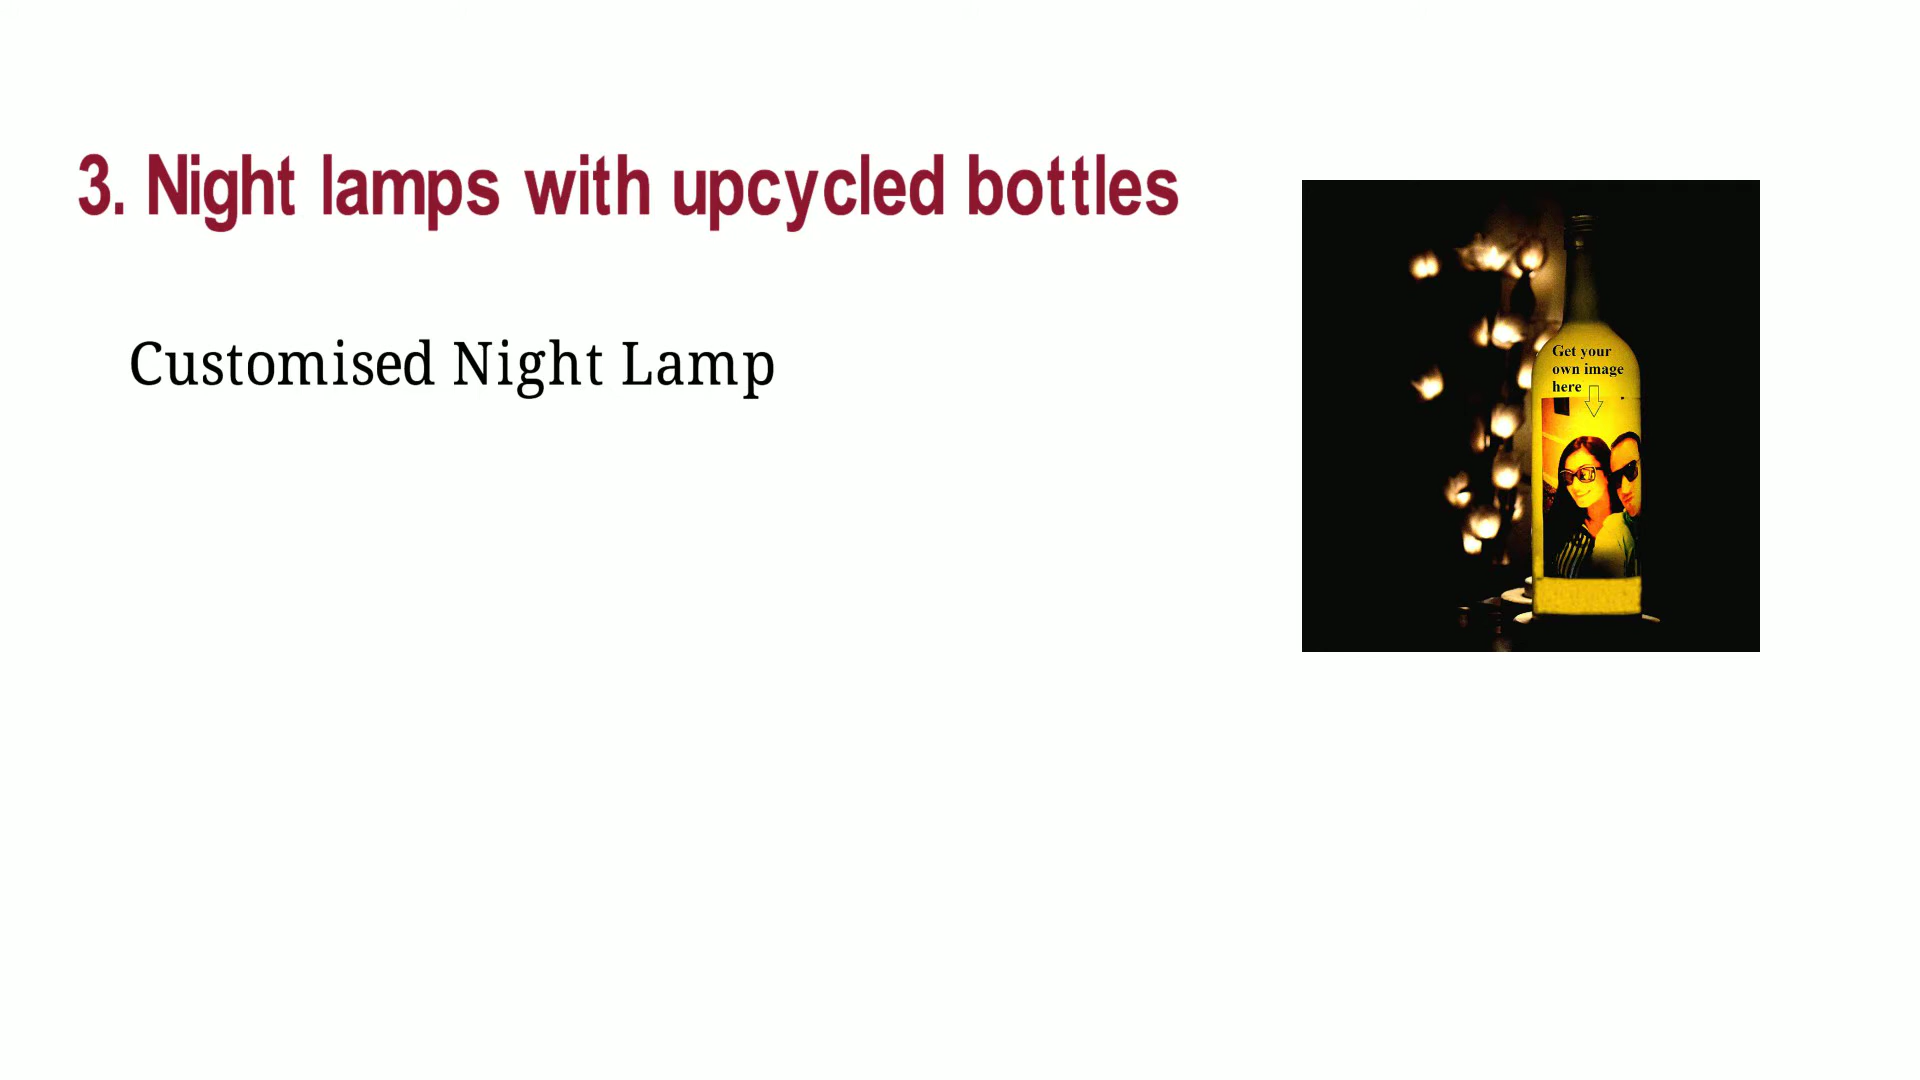 3. Night lamps with upcycled bottles
Customised Night Lamp
Get your
own image
here